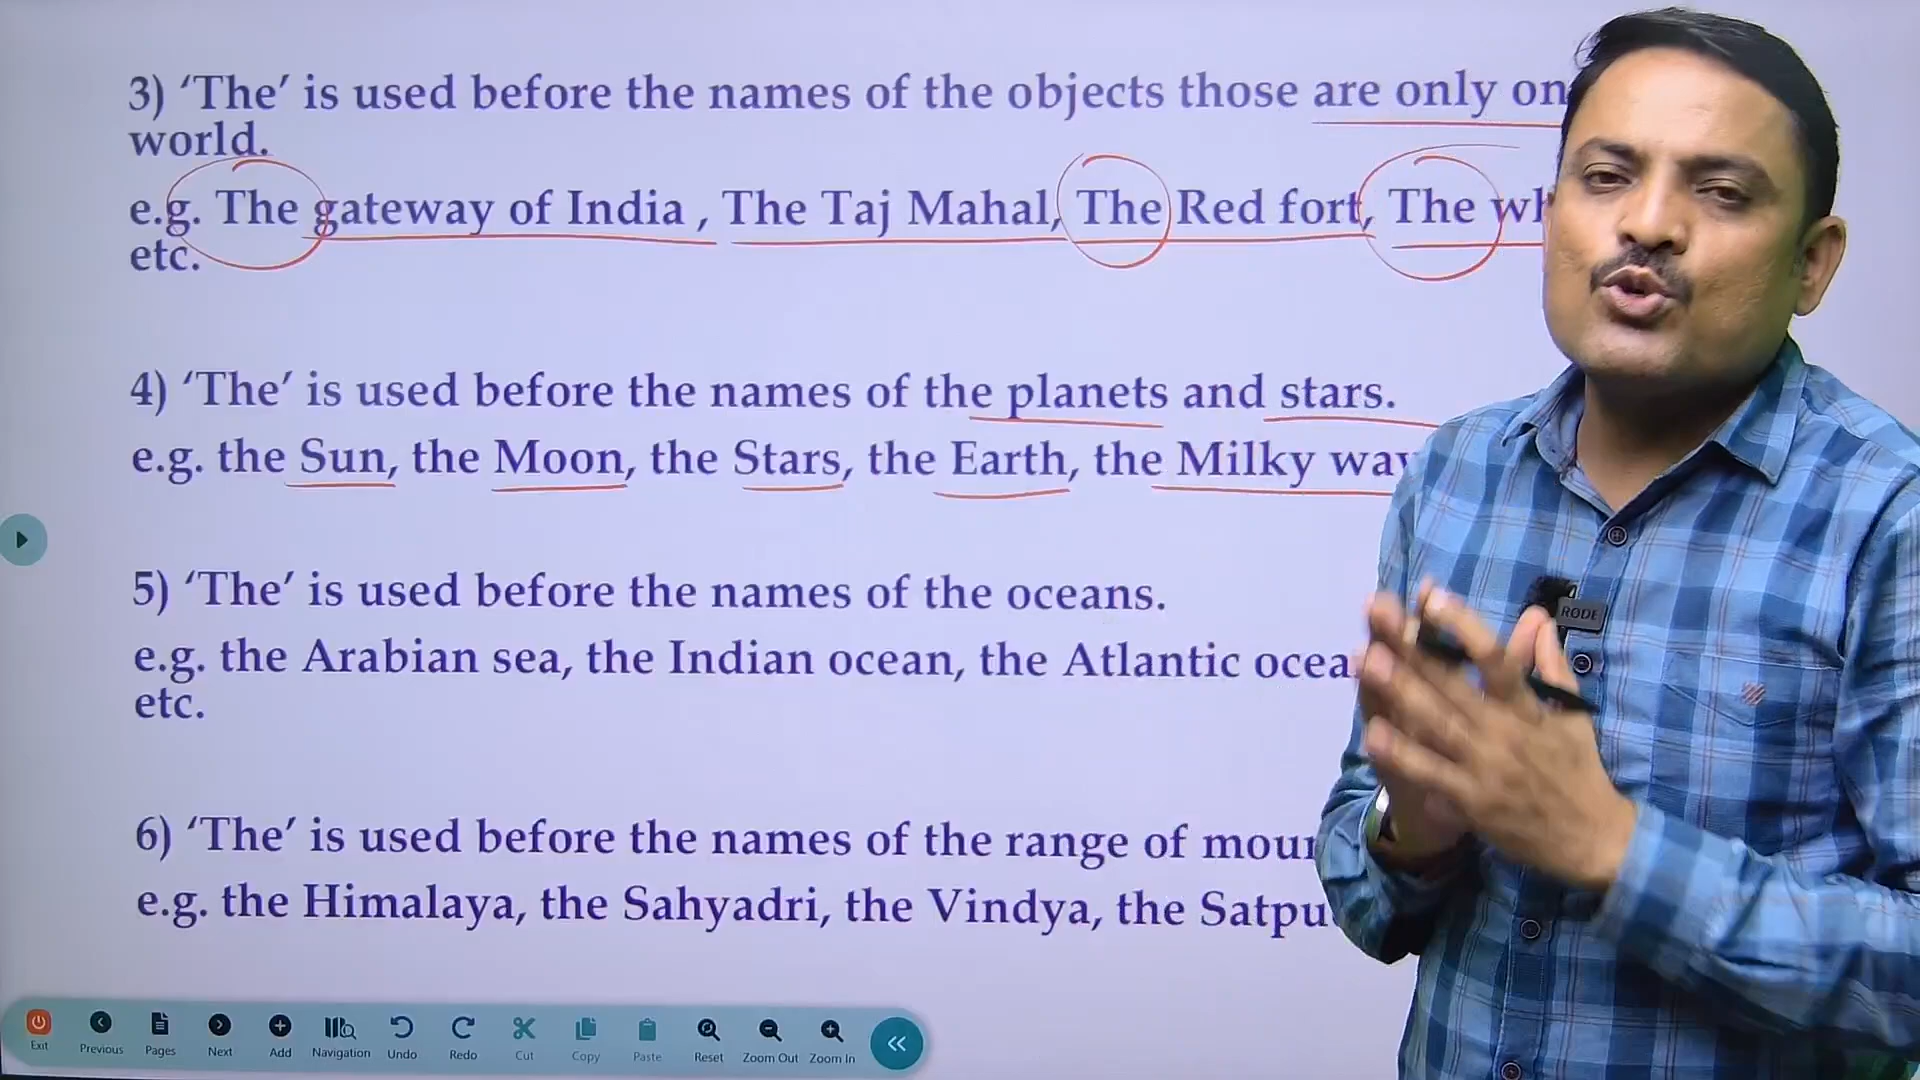 3) ‘The’ is used before the names of the objects those are only
world.
e.g. The gateway of India , The Taj Mahal, The Red fort, The
etc.
4) ‘The’ is used before the names of the planets and stars.
e.g. the Sun, the Moon, the Stars, the Earth, the Milky way
5) ‘The’ is used before the names of the oceans.
e.g. the Arabian sea, the Indian ocean, the Atlantic
etc.
6) ‘The’ is used before the names of the range of
e.g. the Himalaya, the Sahyadri, the Vindya, the
RØDE
Exit Previous Pages Next Add Navigation Undo Redo Cut Copy Paste Reset Zoom Out Zoom In